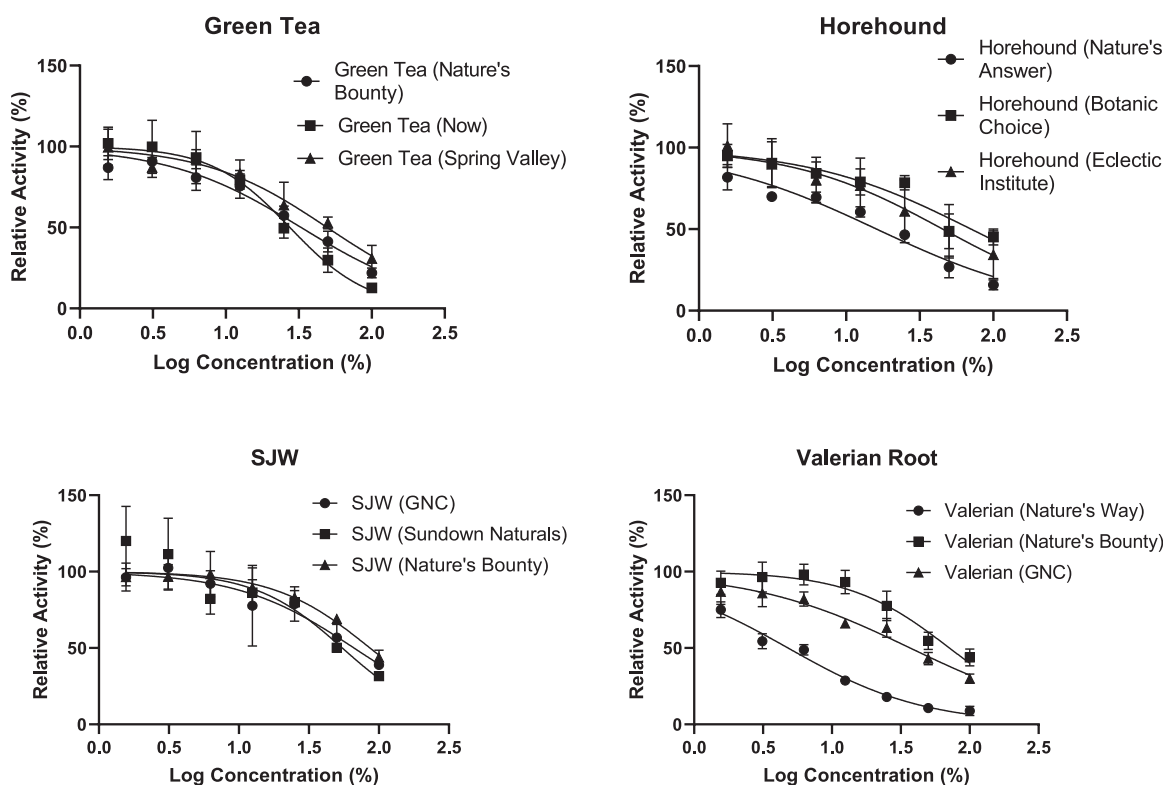 Green Tea
Relative Activity (%)
150
100
50
0
0.0 0.5 1.0 1.5 2.0 2.5
Log Concentration (%)
Green Tea (Nature's
Bounty)
Green Tea (Now)
Green Tea (Spring Valley)
Horehound
Relative Activity (%)
150
100
50
0
0.0 0.5 1.0 1.5 2.0 2.5
Log Concentration (%)
Horehound (Nature's
Answer)
Horehound (Botanic
Choice)
Horehound (Eclectic
Institute)
SJW
Relative Activity (%)
150
100
50
0
0.0 0.5 1.0 1.5 2.0 2.5
Log Concentration (%)
SJW (GNC)
SJW (Sundown Naturals)
SJW (Nature's Bounty)
Valerian Root
Relative Activity (%)
150
100
50
0
0.0 0.5 1.0 1.5 2.0 2.5
Log Concentration (%)
Valerian (Nature's Way)
Valerian (Nature's Bounty)
Valerian (GNC)